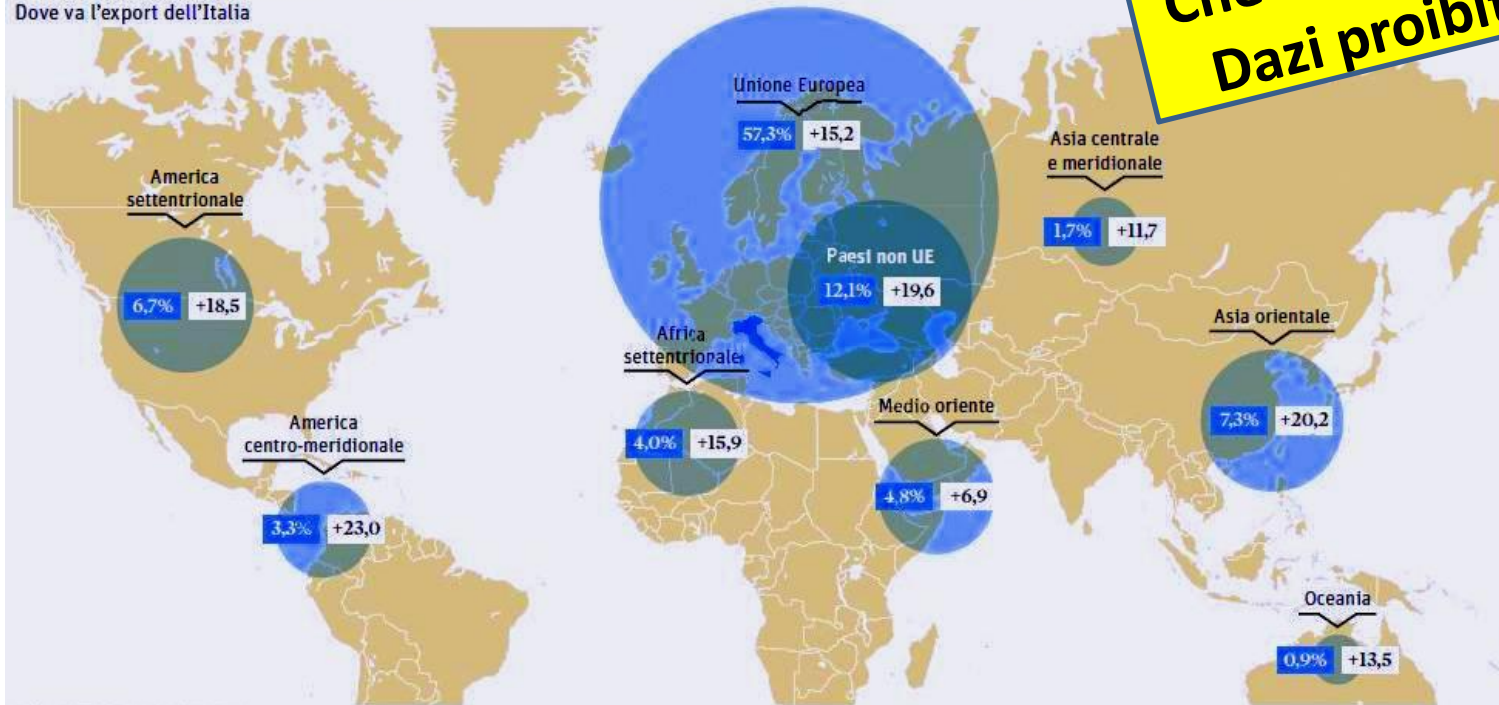 Dove va l'export dell'Italia
Dazi
Unione Europea
57,3% +15,2
Asia centrale
e meridionale
1,7% +11,7
America
settentrionale
6,7% +18,5
Paesi non UE
12,1% +19,6
Asia orientale
7,3% +20,2
Africa
settentrionale
4,0% +15,9
Medio oriente
4,8% +6,9
America
centro-meridionale
3,3% +23,0
Oceania
0,9% +13,5